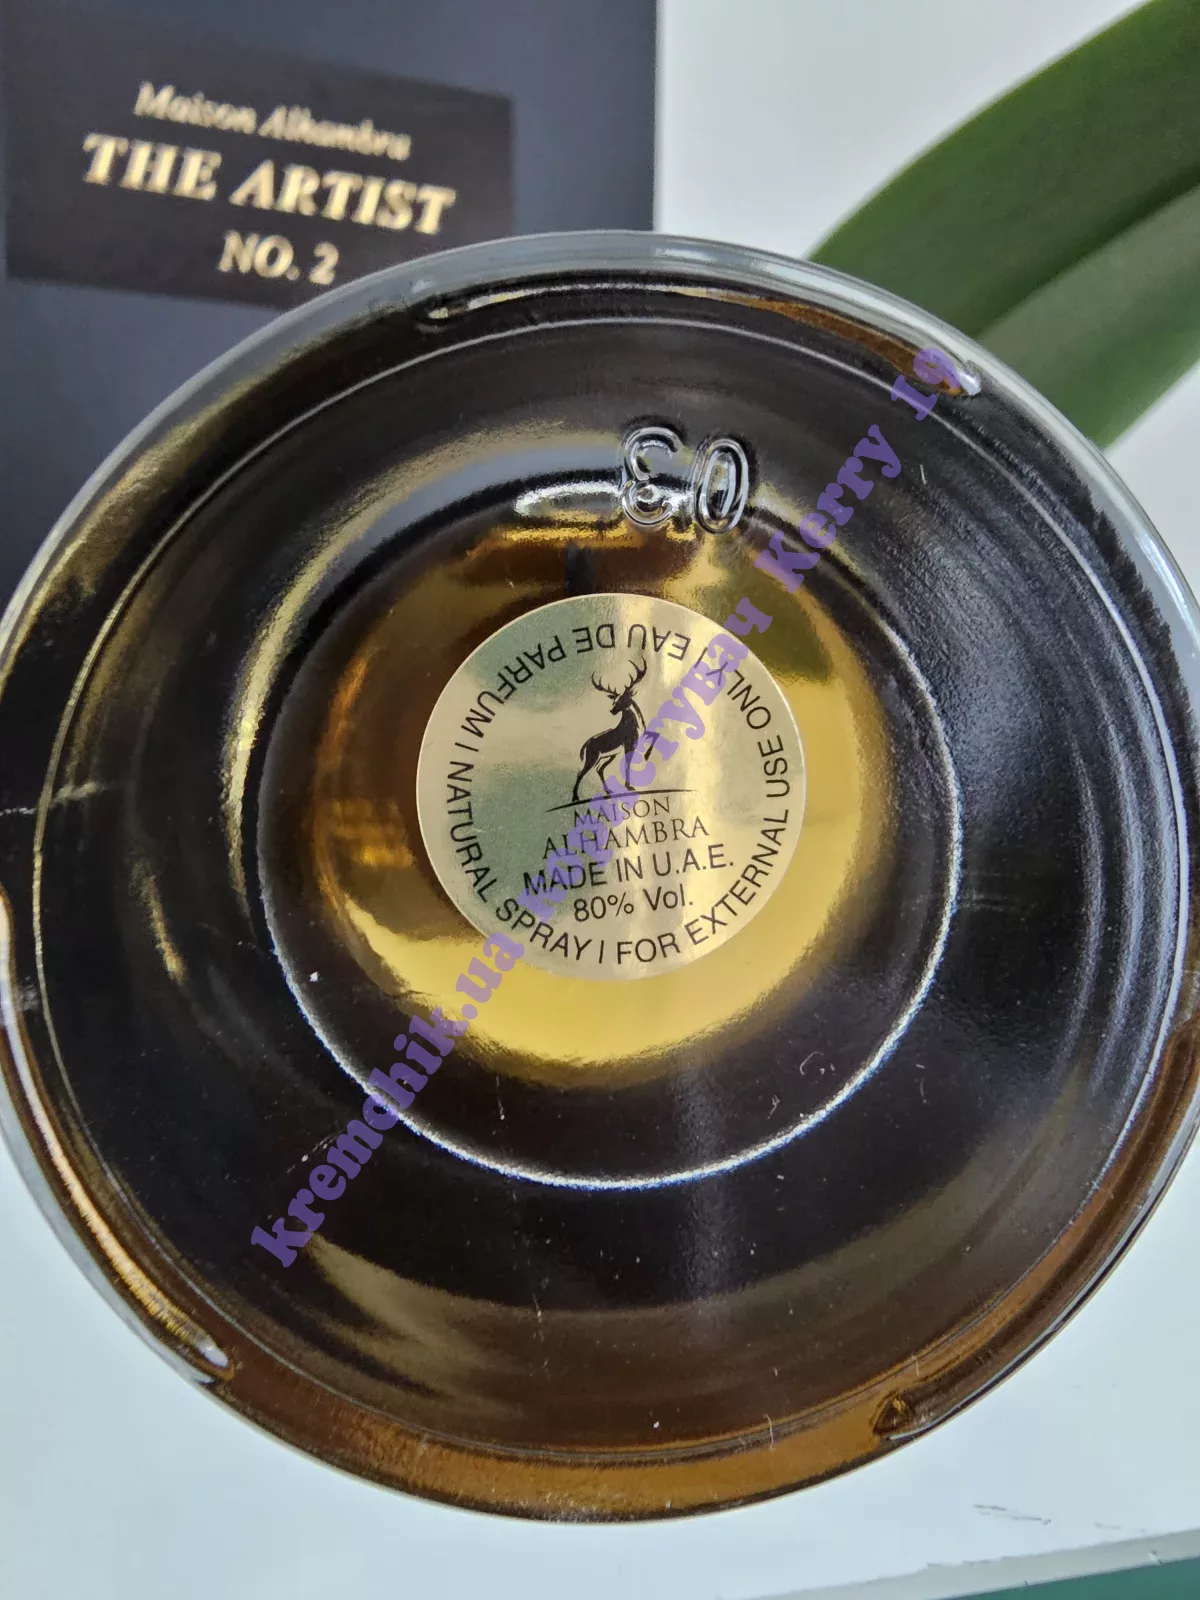 Maison Alhambra
THE ARTIST
NO. 2
03
EAU DE PARFUM | NATURAL SPRAY | FOR EXTERNAL USE ONLY |
MAISON
ALHAMBRA
MADE IN U.A.E.
80% Vol.
kremchik.ua користувач Kerry 19